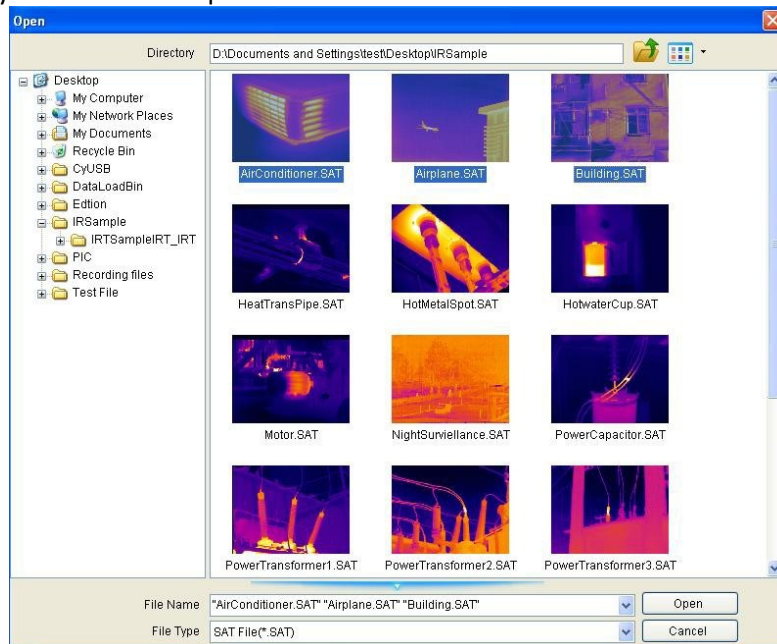 Open
Directory D:\Documents and Settings\test\Desktop\IRSample
Desktop
My Computer
My Network Places
My Documents
Recycle Bin
CyUSB
DataLoadBin
Edtion
IRSample
IRTSampleIRT_IRT
PIC
Recording files
Test File
AirConditioner.SAT Airplane.SAT Building.SAT
HeatTransPipe.SAT HotMetalSpot.SAT HotwaterCup.SAT
Motor.SAT NightSurviellance.SAT PowerCapacitor.SAT
PowerTransformer1.SAT PowerTransformer2.SAT PowerTransformer3.SAT
File Name "AirConditioner.SAT" "Airplane.SAT" "Building.SAT" Open
File Type SAT File(*.SAT) Cancel